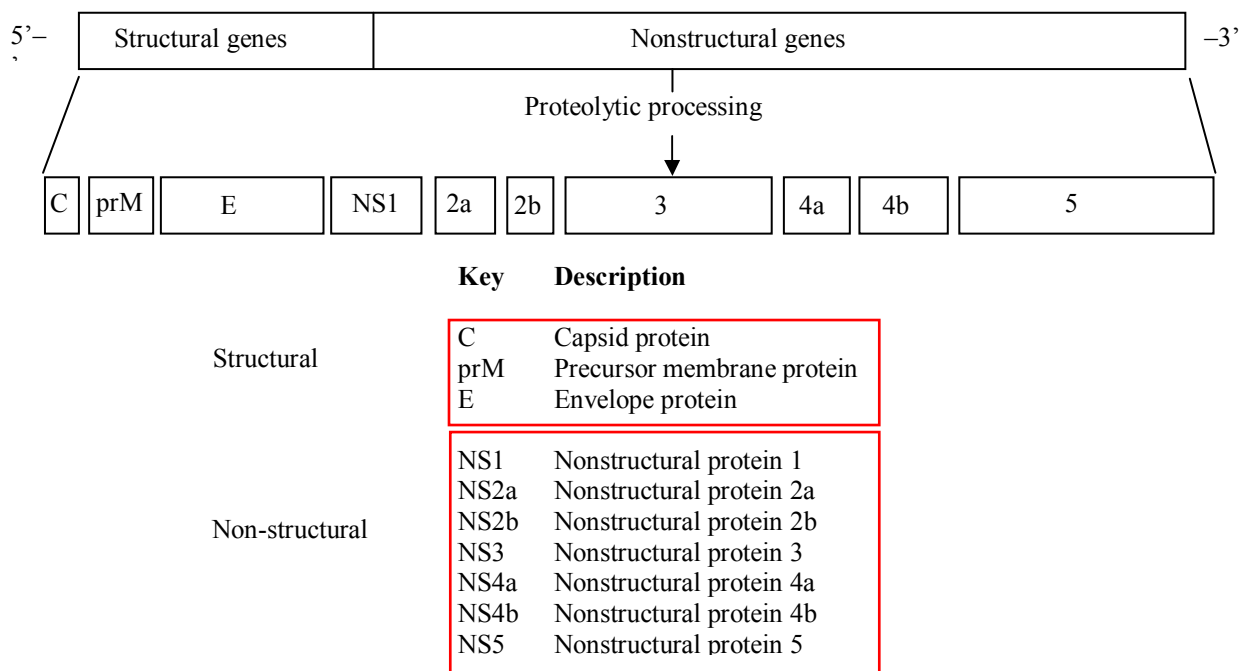 5’– Structural genes Nonstructural genes –3’
’
Proteolytic processing
C prM E NS1 2a 2b 3 4a 4b 5
Key Description
C Capsid protein
Structural
prM Precursor membrane protein
E Envelope protein
NS1 Nonstructural protein 1
NS2a Nonstructural protein 2a
NS2b Nonstructural protein 2b
Non-structural
NS3 Nonstructural protein 3
NS4a Nonstructural protein 4a
NS4b Nonstructural protein 4b
NS5 Nonstructural protein 5